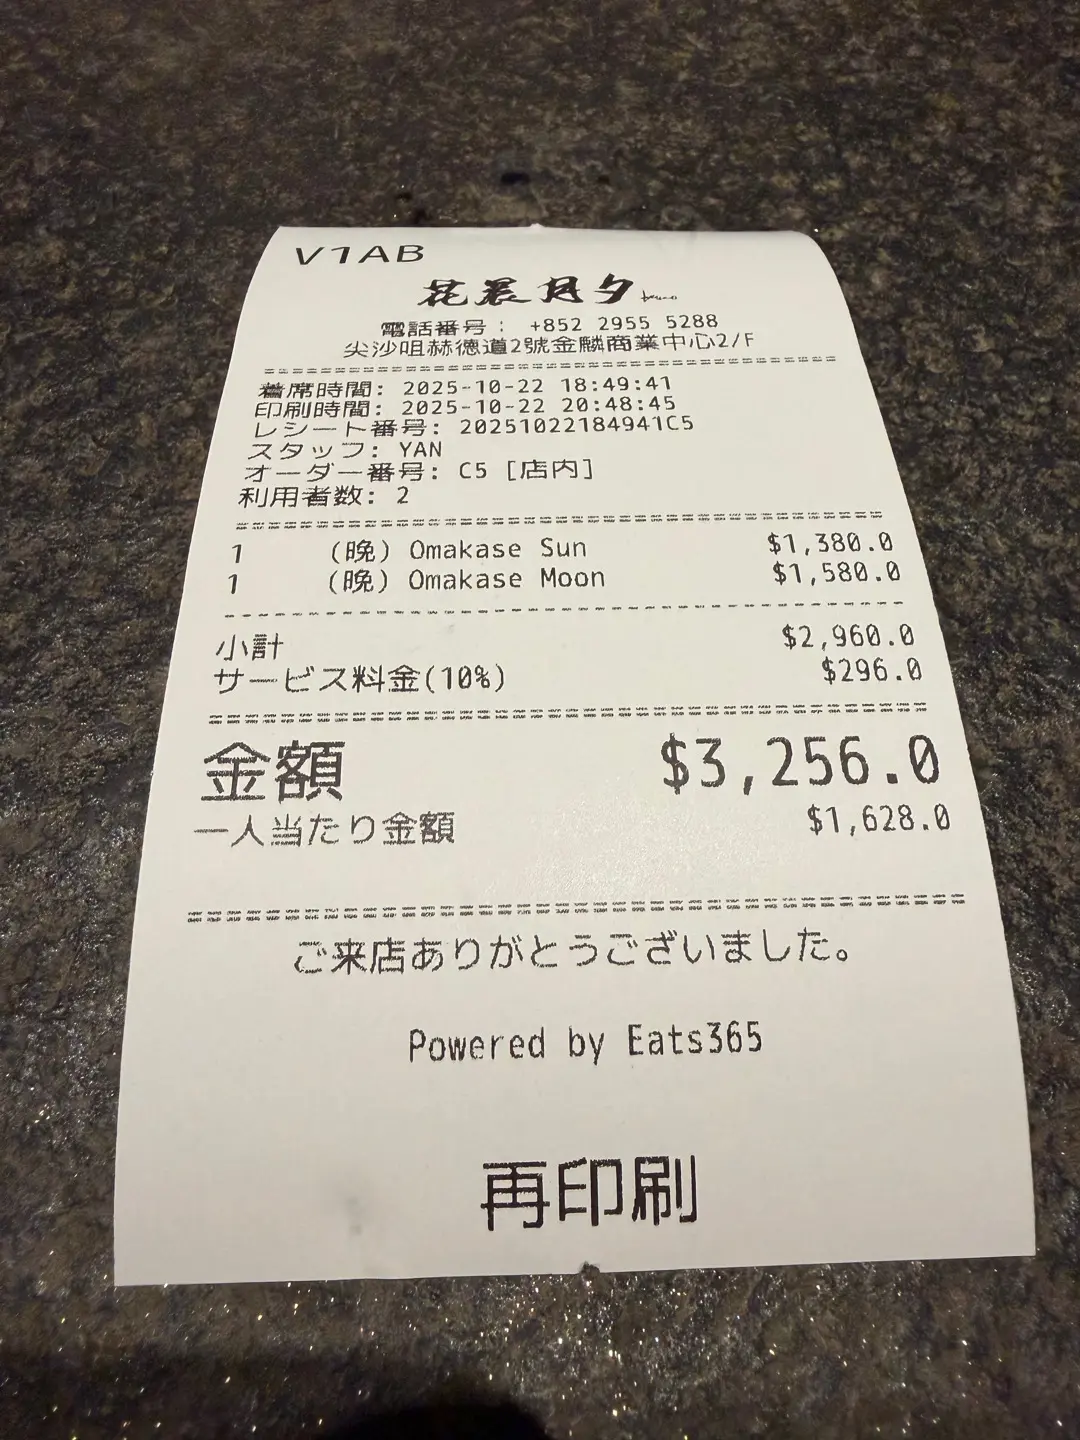 V1AB
花晨月夕
電話番号： +852 2955 5288
尖沙咀赫德道2號金麟商業中心2/F
着席時間: 2025-10-22 18:49:41
印刷時間: 2025-10-22 20:48:45
レシート番号: 20251022184941C5
スタッフ: YAN
オーダー番号: C5 [店内]
利用者数: 2
1 (晩) Omakase Sun $1,380.0
1 (晩) Omakase Moon $1,580.0
小計 $2,960.0
サービス料金(10%) $296.0
金額 $3,256.0
一人当たり金額 $1,628.0
ご来店ありがとうございました。
Powered by Eats365
再印刷